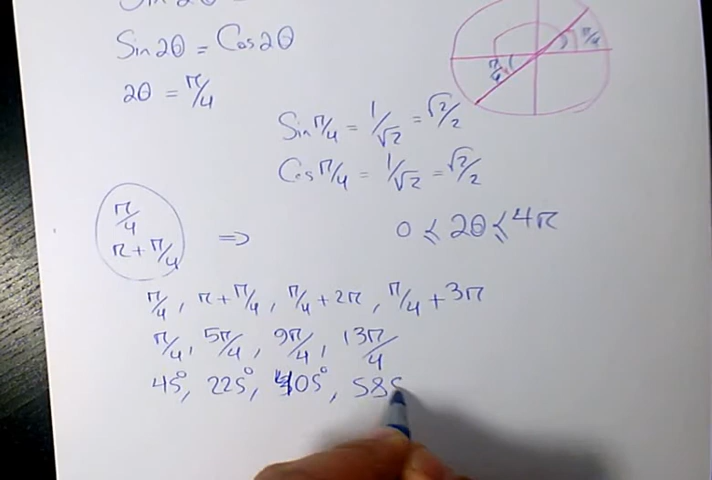 Sin 2θ =
Sin2θ = Cos2θ
2θ = π/4
π/4
π/4
Sin π/4 = 1/√2 = √2/2
Cos π/4 = 1/√2 = √2/2
π/4
π + π/4
⇒ 0 ⩽ 2θ ⩽ 4π
π/4, π + π/4, π/4 + 2π, π/4 + 3π
π/4, 5π/4, 9π/4, 13π/4
45°, 225°, 405°, 585